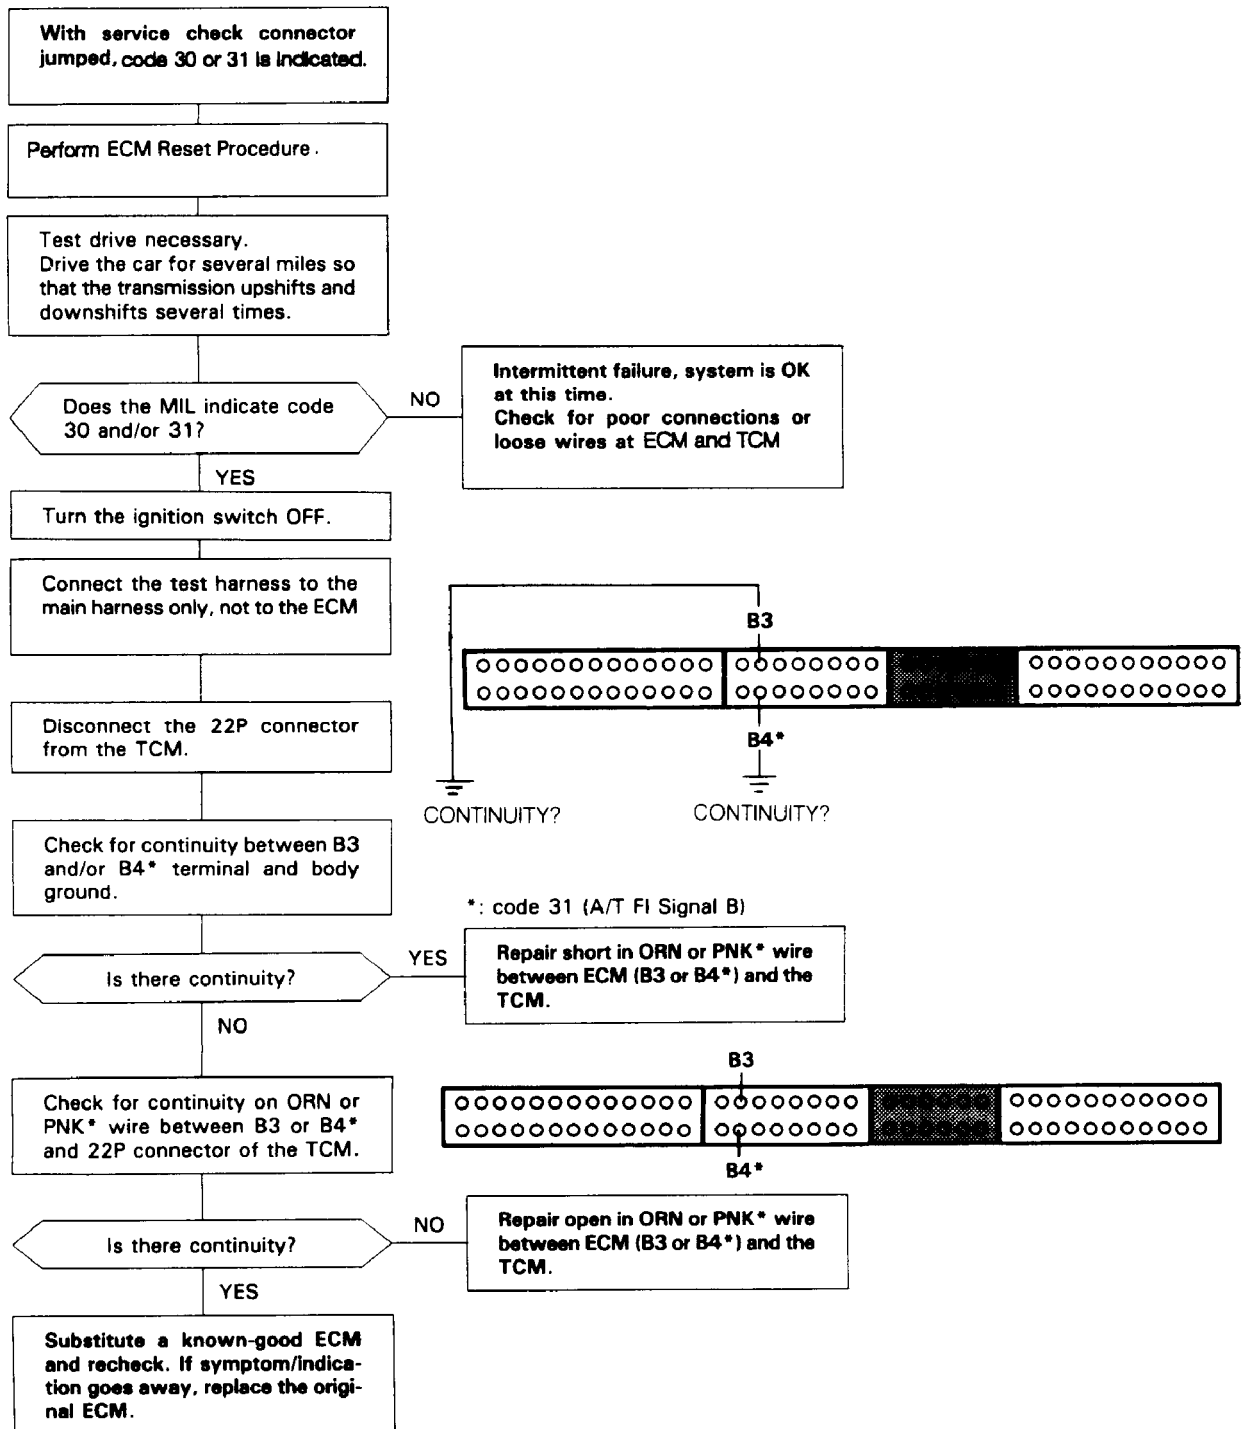 With service check connector
jumped, code 30 or 31 is indicated.
Perform ECM Reset Procedure.
Test drive necessary.
Drive the car for several miles so
that the transmission upshifts and
downshifts several times.
Does the MIL indicate code
30 and/or 31?
NO
Intermittent failure, system is OK
at this time.
Check for poor connections or
loose wires at ECM and TCM
YES
Turn the ignition switch OFF.
Connect the test harness to the
main harness only, not to the ECM
B3
Disconnect the 22P connector
from the TCM.
B4*
CONTINUITY?
CONTINUITY?
Check for continuity between B3
and/or B4* terminal and body
ground.
*: code 31 (A/T FI Signal B)
Is there continuity?
YES
Repair short in ORN or PNK* wire
between ECM (B3 or B4*) and the
TCM.
NO
Check for continuity on ORN or
PNK* wire between B3 or B4*
and 22P connector of the TCM.
B3
B4*
Is there continuity?
NO
Repair open in ORN or PNK* wire
between ECM (B3 or B4*) and the
TCM.
YES
Substitute a known-good ECM
and recheck. If symptom/indica-
tion goes away, replace the origi-
nal ECM.